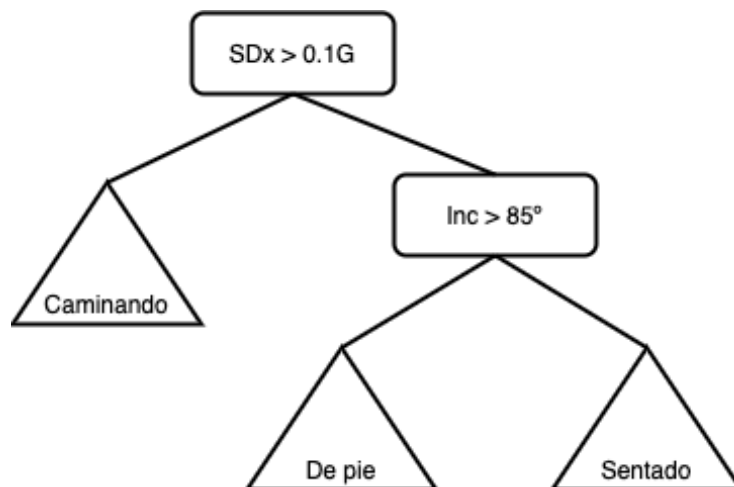 SDx > 0.1G
Inc > 85º
Caminando
De pie
Sentado